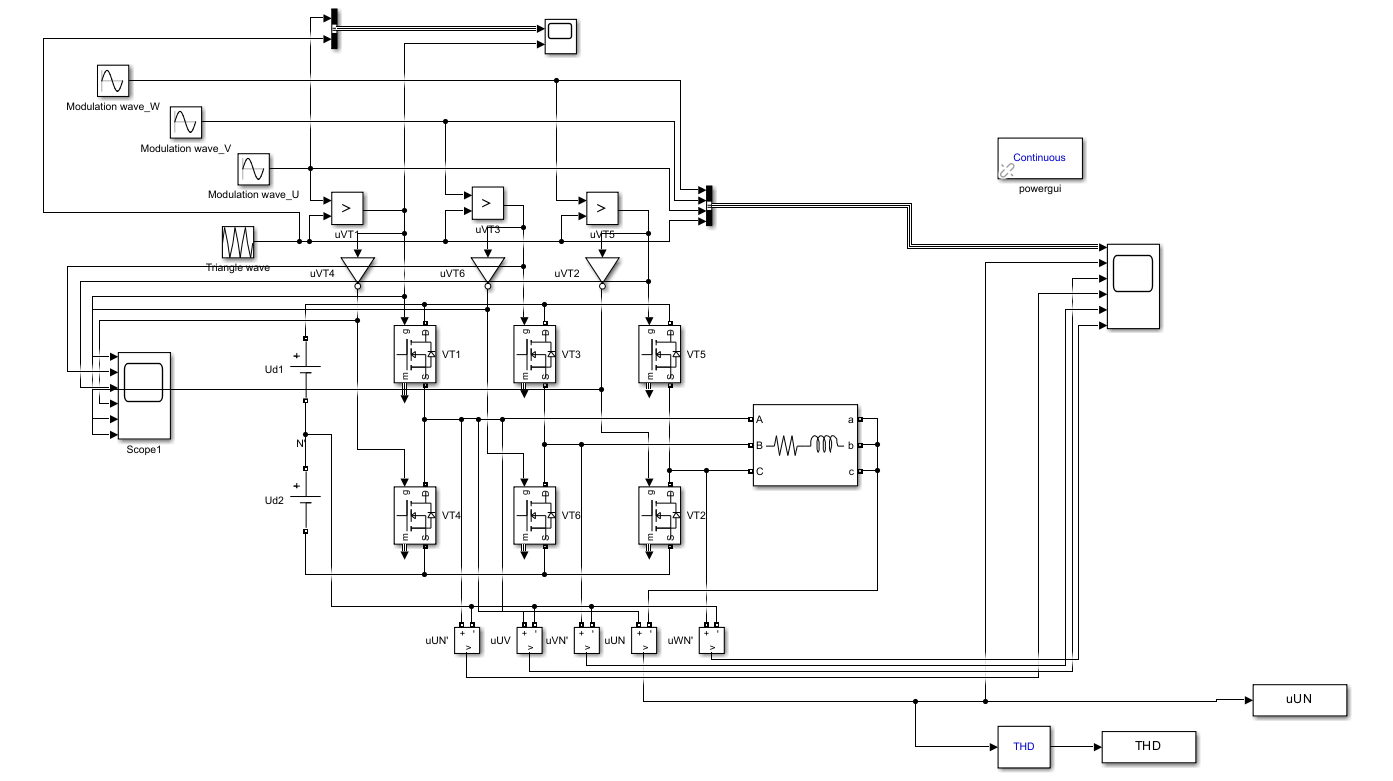 Modulation wave_W
Modulation wave_V
Continuous
powergui
Modulation wave_U
>
>
>
uVT1
uVT3
uVT5
Triangle wave
uVT4
uVT6
uVT2
g
D
m
S
VT1
g
D
m
S
VT3
g
D
m
S
VT5
+
Ud1
Scope1
N'
A
B
C
a
b
c
+
Ud2
g
D
m
S
VT4
g
D
m
S
VT6
g
D
m
S
VT2
uUN'
+ -
v
uUV
+ -
v
uVN'
+ -
v
uUN
+ -
v
uWN'
+ -
v
uUN
THD
THD